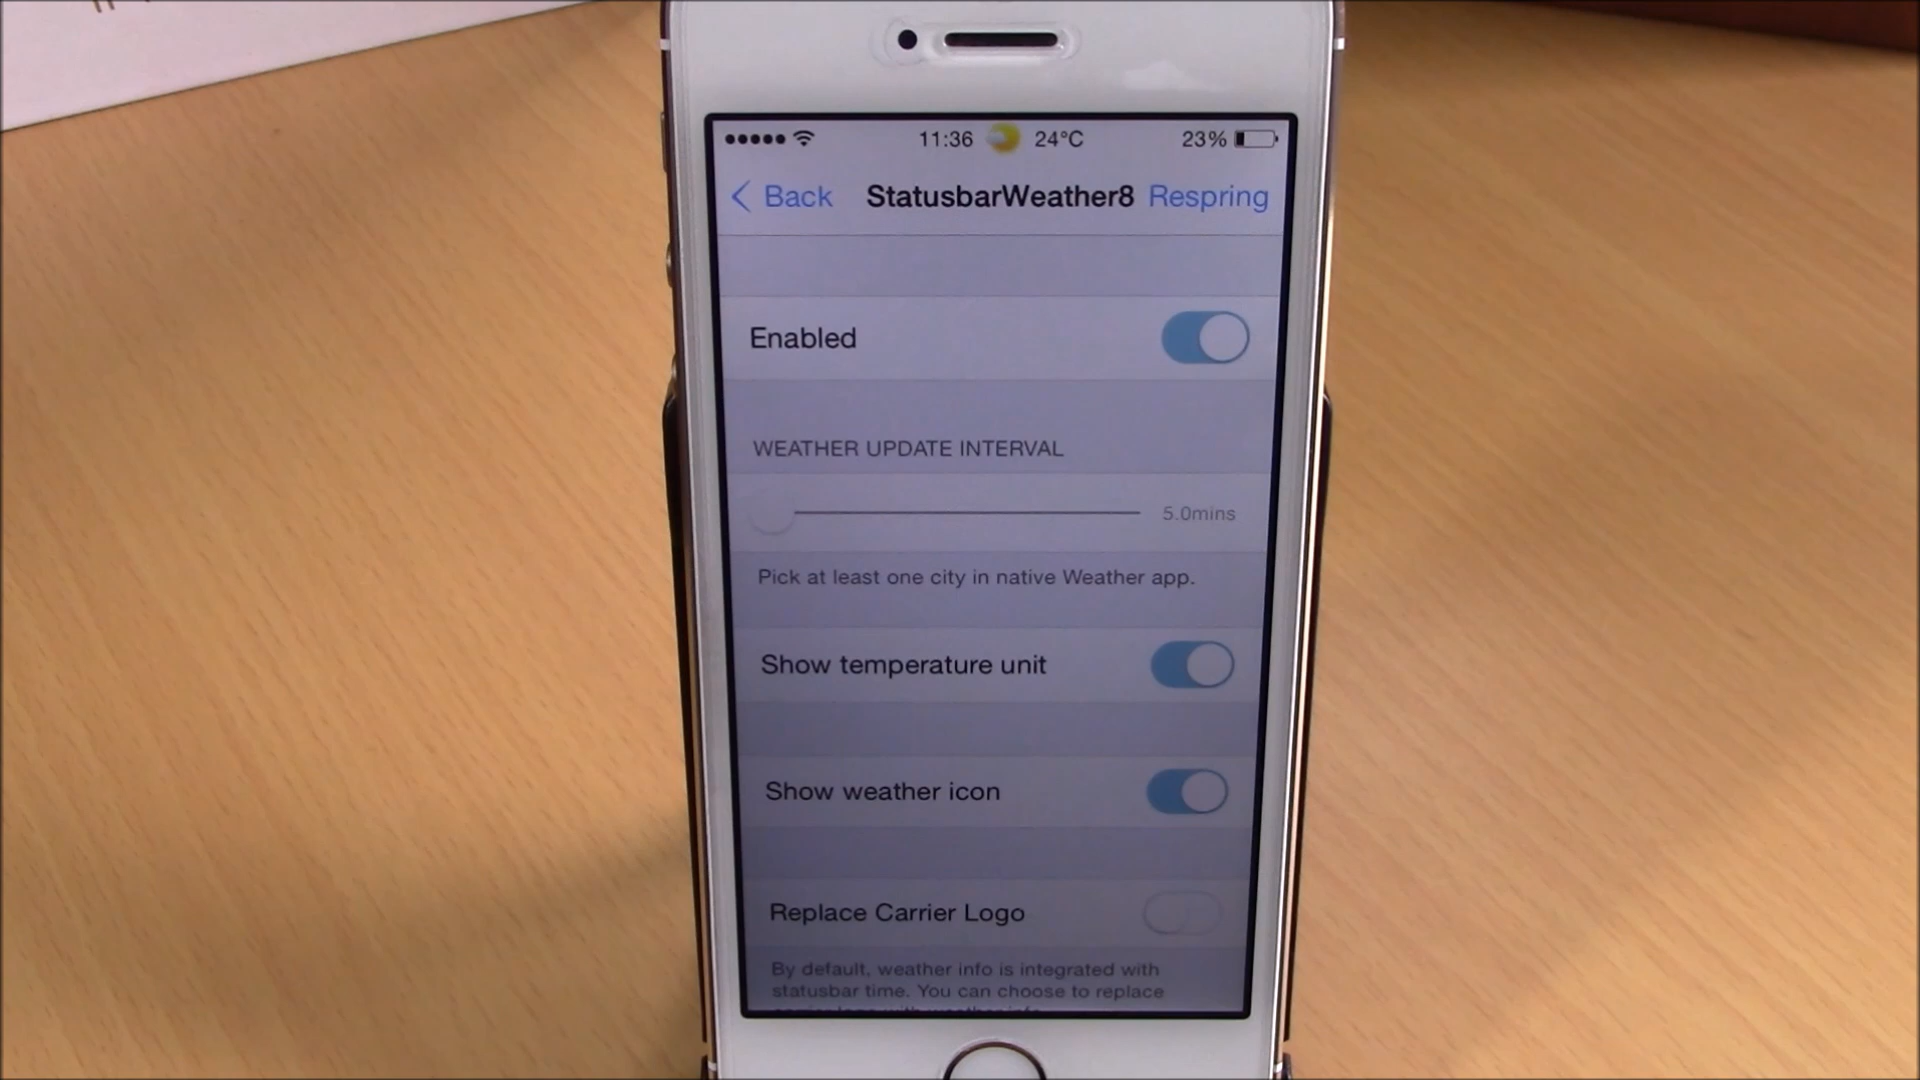 11:36 24°C 23%
Back StatusbarWeather8 Respring
Enabled
WEATHER UPDATE INTERVAL
5.0mins
Pick at least one city in native Weather app.
Show temperature unit
Show weather icon
Replace Carrier Logo
By default, weather info is integrated with
statusbar time. You can choose to replace